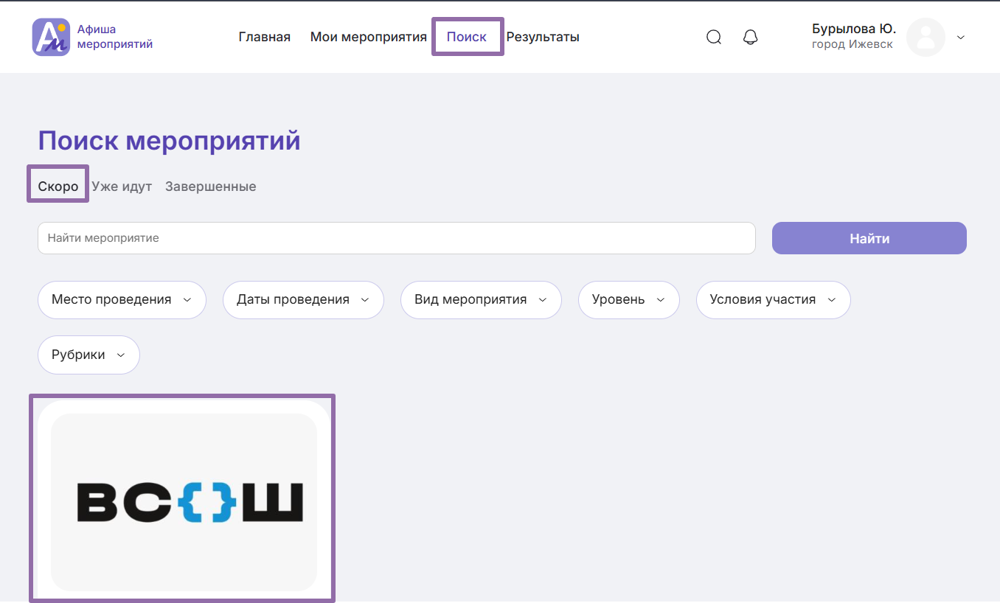 Ам
Афиша
мероприятий
Главная Мои мероприятия Поиск Результаты
Бурылова Ю.
город Ижевск
Поиск мероприятий
Скоро Уже идут Завершенные
Найти мероприятие Найти
Место проведения Даты проведения Вид мероприятия Уровень Условия участия
Рубрики
ВС{}Ш